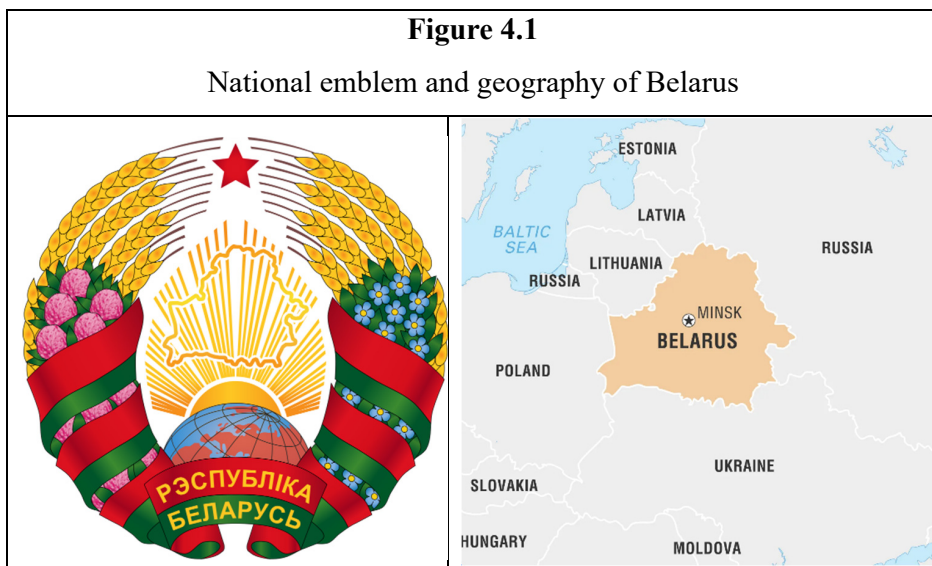 Figure 4.1
National emblem and geography of Belarus
РЭСПУБЛІКА
БЕЛАРУСЬ
ESTONIA
LATVIA
BALTIC
SEA
LITHUANIA
RUSSIA
RUSSIA
MINSK
BELARUS
POLAND
UKRAINE
SLOVAKIA
HUNGARY
MOLDOVA